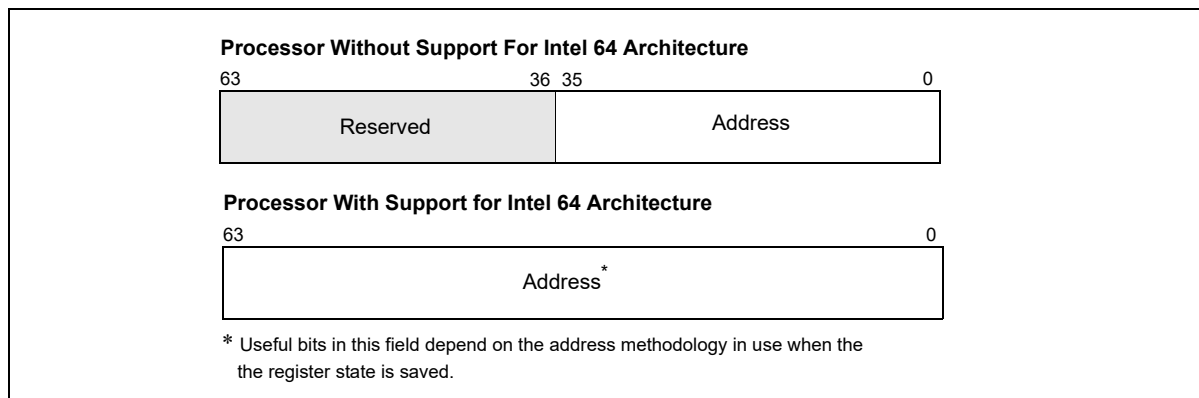 Processor Without Support For Intel 64 Architecture
63 36 35 0
Reserved Address
Processor With Support for Intel 64 Architecture
63 0
Address*
* Useful bits in this field depend on the address methodology in use when the
the register state is saved.